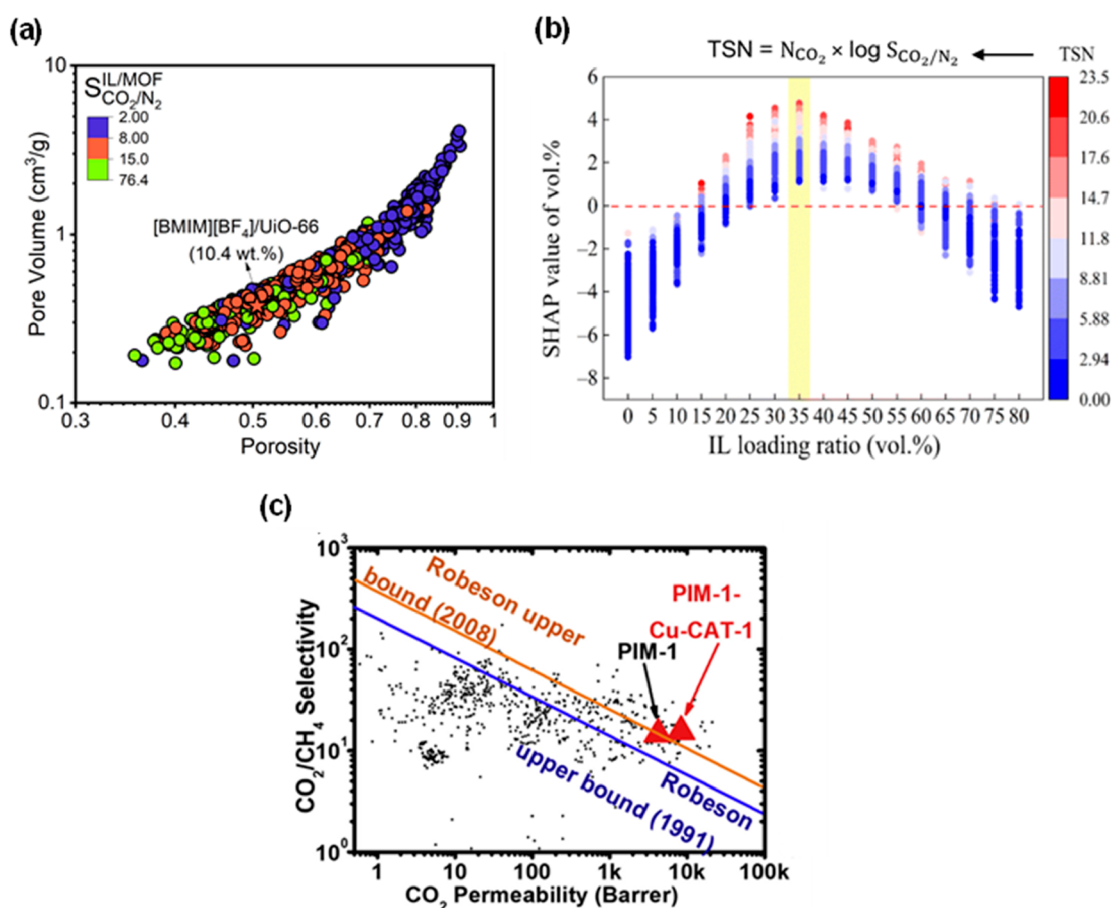 (a)
10
1
0.1
Pore Volume (cm³/g)
S IL/MOF CO₂/N₂
2.00
8.00
15.0
76.4
[BMIM][BF₄]/UiO-66
(10.4 wt.%)
0.3 0.4 0.5 0.6 0.7 0.8 0.9 1
Porosity
(b)
TSN = N_CO₂ × log S_CO₂/N₂ ← TSN
6
4
2
0
−2
−4
−6
−8
SHAP value of vol.%
0 5 10 15 20 25 30 35 40 45 50 55 60 65 70 75 80
IL loading ratio (vol.%)
23.5
20.6
17.6
14.7
11.8
8.81
5.88
2.94
0.00
(c)
10³
10²
10¹
10⁰
CO₂/CH₄ Selectivity
Robeson upper
bound (2008)
PIM-1-
Cu-CAT-1
PIM-1
Robeson
upper bound (1991)
1 10 100 1k 10k 100k
CO₂ Permeability (Barrer)